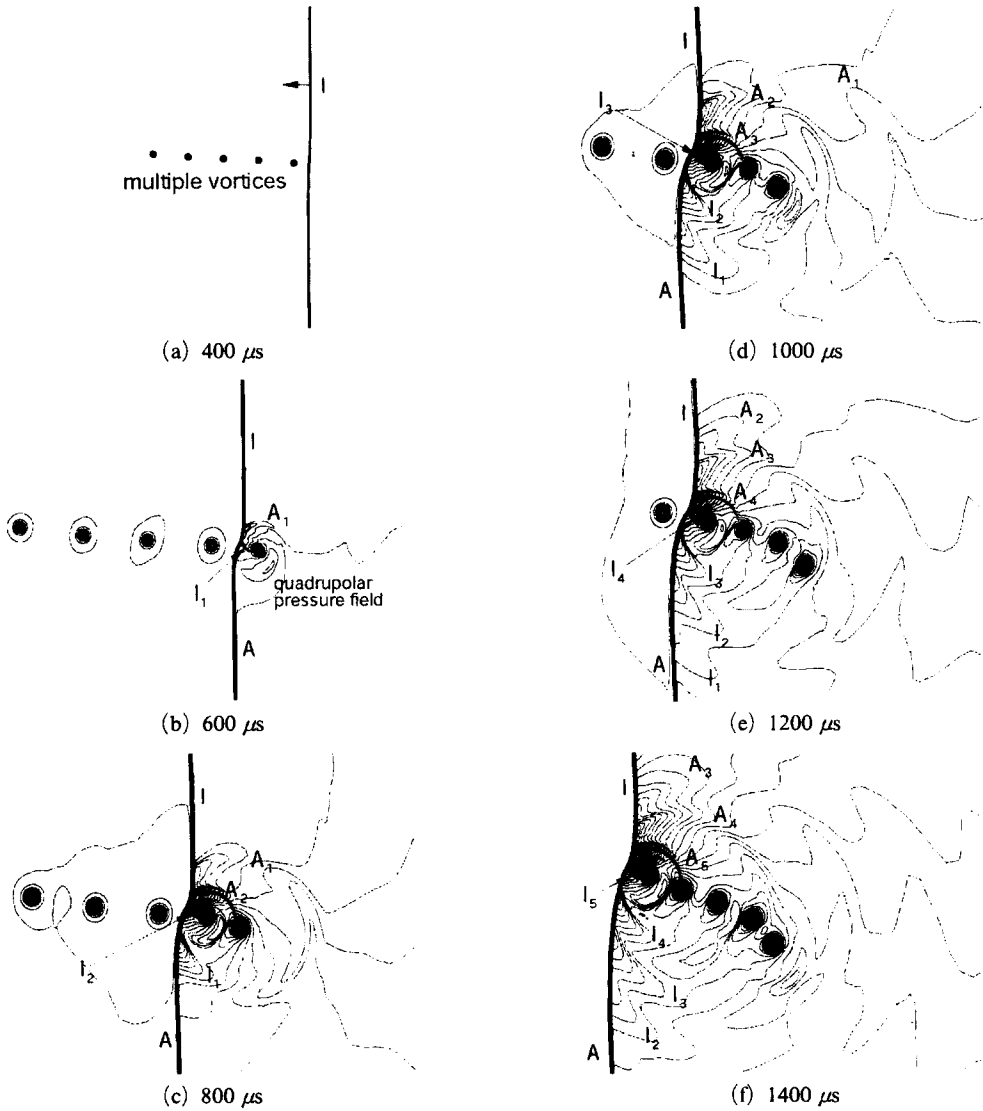 I
multiple vortices
(a) 400 μs
I
A₁
I₁
quadrupolar
pressure field
A
(b) 600 μs
I
A₁
A₂
I₂
I₁
A
(c) 800 μs
I
A₁
A₂
I₃
A₃
I₂
I₁
A
(d) 1000 μs
I
A₂
A₃
A₄
I₄
I₃
I₂
A
I₁
(e) 1200 μs
A₃
I
A₄
A₅
I₅
I₄
I₃
I₂
A
(f) 1400 μs